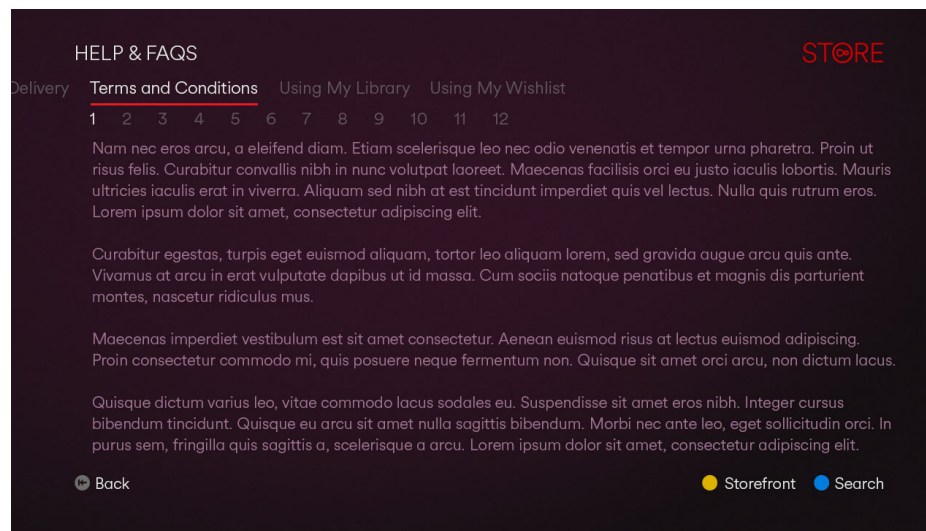 HELP & FAQS
STORE
Delivery Terms and Conditions Using My Library Using My Wishlist
1 2 3 4 5 6 7 8 9 10 11 12
Nam nec eros arcu, a eleifend diam. Etiam scelerisque leo nec odio venenatis et tempor urna pharetra. Proin ut
risus felis. Curabitur convallis nibh in nunc volutpat laoreet. Maecenas facilisis orci eu justo iaculis lobortis. Mauris
ultricies iaculis erat in viverra. Aliquam sed nibh at est tincidunt imperdiet quis vel lectus. Nulla quis rutrum eros.
Lorem ipsum dolor sit amet, consectetur adipiscing elit.
Curabitur egestas, turpis eget euismod aliquam, tortor leo aliquam lorem, sed gravida augue arcu quis ante.
Vivamus at arcu in erat vulputate dapibus ut id massa. Cum sociis natoque penatibus et magnis dis parturient
montes, nascetur ridiculus mus.
Maecenas imperdiet vestibulum est sit amet consectetur. Aenean euismod risus at lectus euismod adipiscing.
Proin consectetur commodo mi, quis posuere neque fermentum non. Quisque sit amet orci arcu, non dictum lacus.
Quisque dictum varius leo, vitae commodo lacus sodales eu. Suspendisse sit amet eros nibh. Integer cursus
bibendum tincidunt. Quisque eu arcu sit amet nulla sagittis bibendum. Morbi nec ante leo, eget sollicitudin orci. In
purus sem, fringilla quis sagittis a, scelerisque a arcu. Lorem ipsum dolor sit amet, consectetur adipiscing elit.
Back
Storefront Search